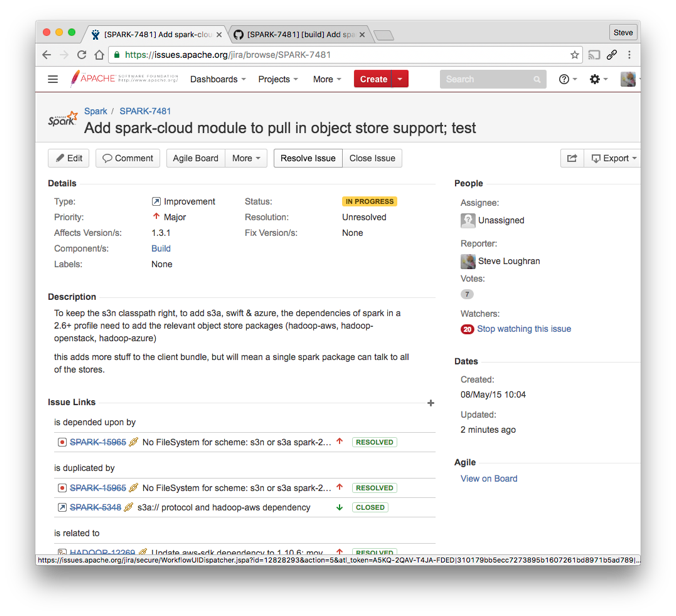 [SPARK-7481] Add spark-clou
[SPARK-7481] [build] Add sp
Steve
https://issues.apache.org/jira/browse/SPARK-7481
APACHE SOFTWARE FOUNDATION
http://www.apache.org/
Dashboards Projects More Create Search
Spark / SPARK-7481
Spark
Add spark-cloud module to pull in object store support; test
Edit Comment Agile Board More Resolve Issue Close Issue Export
Details
Type: Improvement Status: IN PROGRESS
Priority: Major Resolution: Unresolved
Affects Version/s: 1.3.1 Fix Version/s: None
Component/s: Build
Labels: None
People
Assignee:
Unassigned
Reporter:
Steve Loughran
Votes:
7
Watchers:
20 Stop watching this issue
Description
To keep the s3n classpath right, to add s3a, swift & azure, the dependencies of spark in a
2.6+ profile need to add the relevant object store packages (hadoop-aws, hadoop-
openstack, hadoop-azure)
this adds more stuff to the client bundle, but will mean a single spark package can talk to all
of the stores.
Dates
Created:
08/May/15 10:04
Updated:
2 minutes ago
Issue Links
is depended upon by
SPARK-15965 No FileSystem for scheme: s3n or s3a spark-2... RESOLVED
is duplicated by
SPARK-15965 No FileSystem for scheme: s3n or s3a spark-2... RESOLVED
SPARK-5348 s3a:// protocol and hadoop-aws dependency CLOSED
is related to
HADOOP-12269 Update aws-sdk dependency to 1.10.6; mov RESOLVED
Agile
View on Board
https://issues.apache.org/jira/secure/WorkflowUIDispatcher.jspa?id=12828293&action=5&atl_token=A5KQ-2QAV-T4JA-FDED|310179bb5ecc7273895b1607261bd8971b5ad789|...